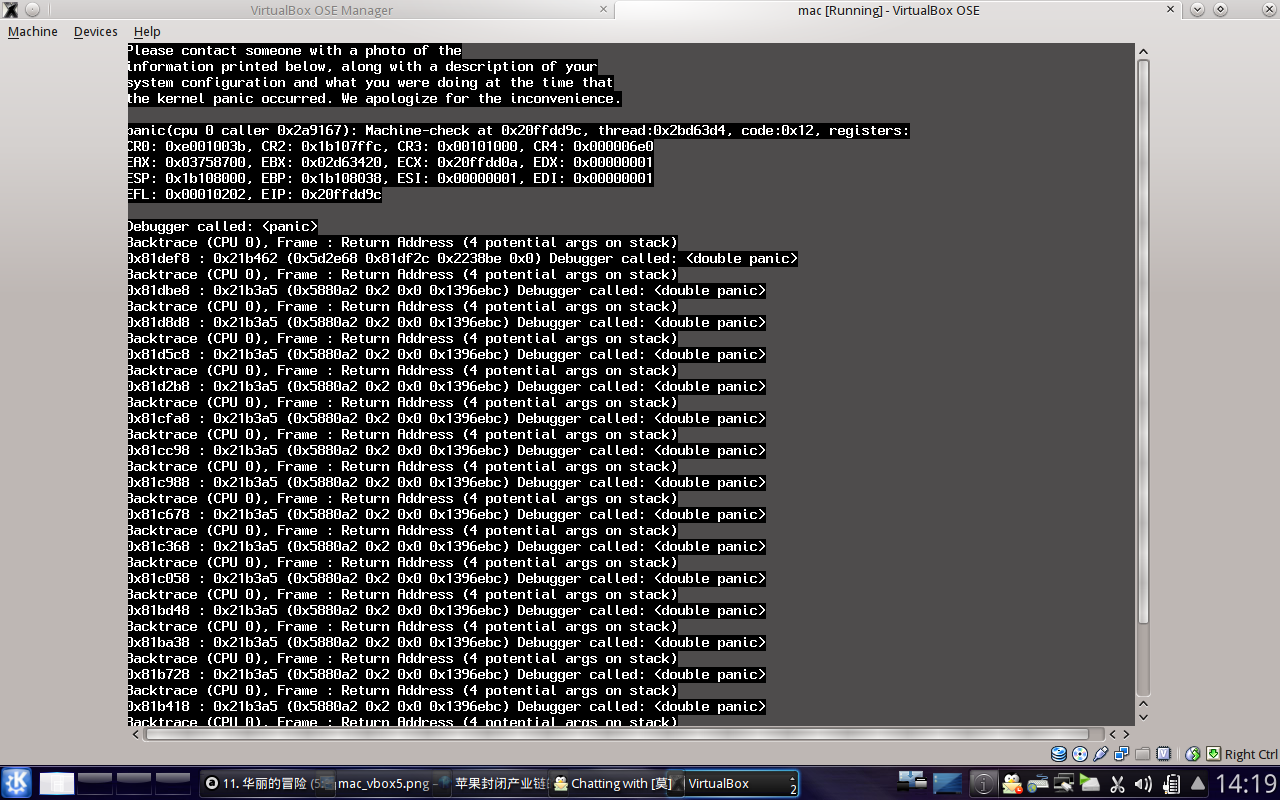 VirtualBox OSE Manager
mac [Running] - VirtualBox OSE
Machine Devices Help
Please contact someone with a photo of the
information printed below, along with a description of your
system configuration and what you were doing at the time that
the kernel panic occurred. We apologize for the inconvenience.
panic(cpu 0 caller 0x2a9167): Machine-check at 0x20ffdd9c, thread:0x2bd63d4, code:0x12, registers:
CR0: 0xe001003b, CR2: 0x1b107ffc, CR3: 0x00101000, CR4: 0x000006e0
EAX: 0x03758700, EBX: 0x02d63420, ECX: 0x20ffdd0a, EDX: 0x00000001
ESP: 0x1b108000, EBP: 0x1b108038, ESI: 0x00000001, EDI: 0x00000001
EFL: 0x00010202, EIP: 0x20ffdd9c
Debugger called: <panic>
Backtrace (CPU 0), Frame : Return Address (4 potential args on stack)
0x81def8 : 0x21b462 (0x5d2e68 0x81df2c 0x2238be 0x0) Debugger called: <double panic>
Backtrace (CPU 0), Frame : Return Address (4 potential args on stack)
0x81dbe8 : 0x21b3a5 (0x5880a2 0x2 0x0 0x1396ebc) Debugger called: <double panic>
Backtrace (CPU 0), Frame : Return Address (4 potential args on stack)
0x81d8d8 : 0x21b3a5 (0x5880a2 0x2 0x0 0x1396ebc) Debugger called: <double panic>
Backtrace (CPU 0), Frame : Return Address (4 potential args on stack)
0x81d5c8 : 0x21b3a5 (0x5880a2 0x2 0x0 0x1396ebc) Debugger called: <double panic>
Backtrace (CPU 0), Frame : Return Address (4 potential args on stack)
0x81d2b8 : 0x21b3a5 (0x5880a2 0x2 0x0 0x1396ebc) Debugger called: <double panic>
Backtrace (CPU 0), Frame : Return Address (4 potential args on stack)
0x81cfa8 : 0x21b3a5 (0x5880a2 0x2 0x0 0x1396ebc) Debugger called: <double panic>
Backtrace (CPU 0), Frame : Return Address (4 potential args on stack)
0x81cc98 : 0x21b3a5 (0x5880a2 0x2 0x0 0x1396ebc) Debugger called: <double panic>
Backtrace (CPU 0), Frame : Return Address (4 potential args on stack)
0x81c988 : 0x21b3a5 (0x5880a2 0x2 0x0 0x1396ebc) Debugger called: <double panic>
Backtrace (CPU 0), Frame : Return Address (4 potential args on stack)
0x81c678 : 0x21b3a5 (0x5880a2 0x2 0x0 0x1396ebc) Debugger called: <double panic>
Backtrace (CPU 0), Frame : Return Address (4 potential args on stack)
0x81c368 : 0x21b3a5 (0x5880a2 0x2 0x0 0x1396ebc) Debugger called: <double panic>
Backtrace (CPU 0), Frame : Return Address (4 potential args on stack)
0x81c058 : 0x21b3a5 (0x5880a2 0x2 0x0 0x1396ebc) Debugger called: <double panic>
Backtrace (CPU 0), Frame : Return Address (4 potential args on stack)
0x81bd48 : 0x21b3a5 (0x5880a2 0x2 0x0 0x1396ebc) Debugger called: <double panic>
Backtrace (CPU 0), Frame : Return Address (4 potential args on stack)
0x81ba38 : 0x21b3a5 (0x5880a2 0x2 0x0 0x1396ebc) Debugger called: <double panic>
Backtrace (CPU 0), Frame : Return Address (4 potential args on stack)
0x81b728 : 0x21b3a5 (0x5880a2 0x2 0x0 0x1396ebc) Debugger called: <double panic>
Backtrace (CPU 0), Frame : Return Address (4 potential args on stack)
0x81b418 : 0x21b3a5 (0x5880a2 0x2 0x0 0x1396ebc) Debugger called: <double panic>
Backtrace (CPU 0), Frame : Return Address (4 potential args on stack)
Right Ctrl
11. 华丽的冒险 (5: mac_vbox5.png – 苹果封闭产业链 Chatting with [莫] VirtualBox 2 14:19